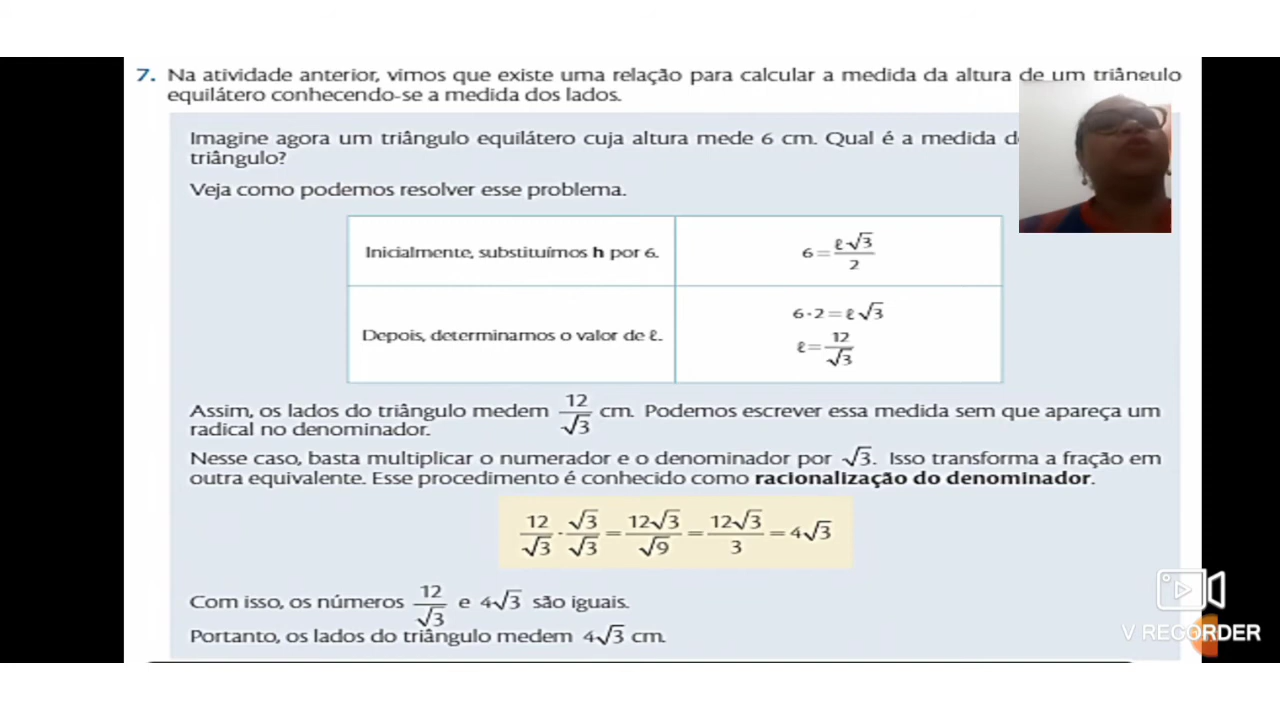 7. Na atividade anterior, vimos que existe uma relação para calcular a medida da altura de um triângulo
equilátero conhecendo-se a medida dos lados.
Imagine agora um triângulo equilátero cuja altura mede 6 cm. Qual é a medida
triângulo?
Veja como podemos resolver esse problema.
Inicialmente, substituímos h por 6.
6 = ℓ√3/2
Depois, determinamos o valor de ℓ.
6·2 = ℓ√3
ℓ = 12/√3
Assim, os lados do triângulo medem 12/√3 cm. Podemos escrever essa medida sem que apareça um
radical no denominador.
Nesse caso, basta multiplicar o numerador e o denominador por √3. Isso transforma a fração em
outra equivalente. Esse procedimento é conhecido como racionalização do denominador.
12/√3 · √3/√3 = 12√3/√9 = 12√3/3 = 4√3
Com isso, os números 12/√3 e 4√3 são iguais.
Portanto, os lados do triângulo medem 4√3 cm.
V RECORDER